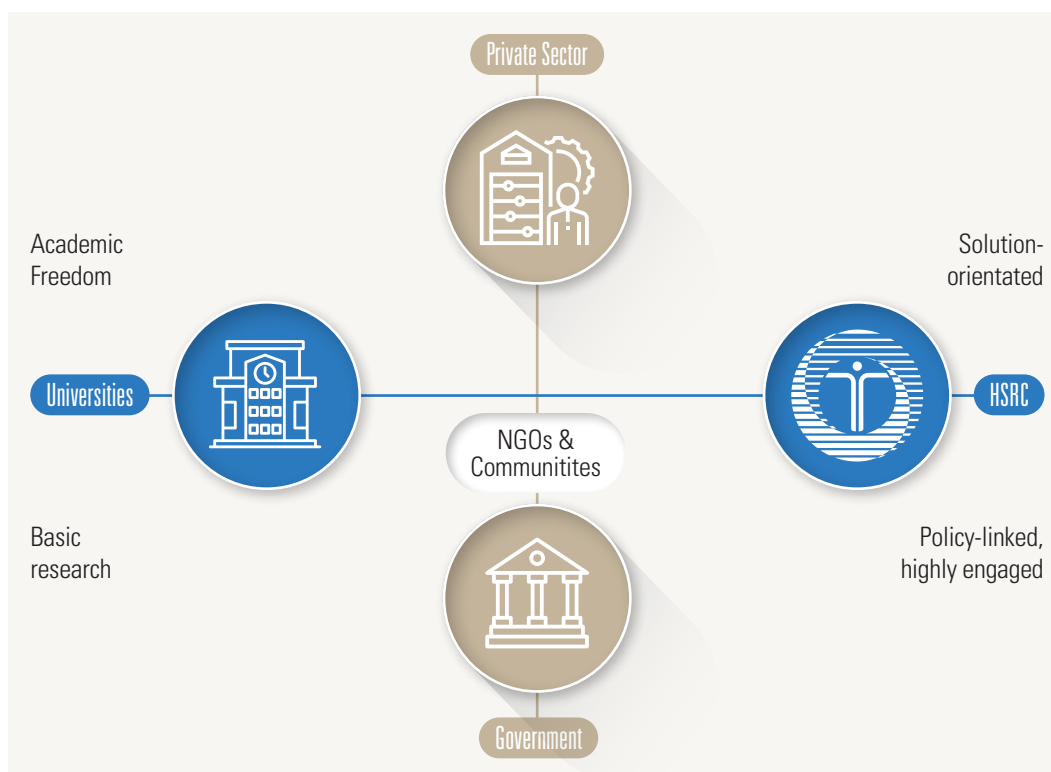 Private Sector
Academic
Freedom
Solution-
orientated
Universities
HSRC
NGOs &
Communitites
Basic
research
Policy-linked,
highly engaged
Government